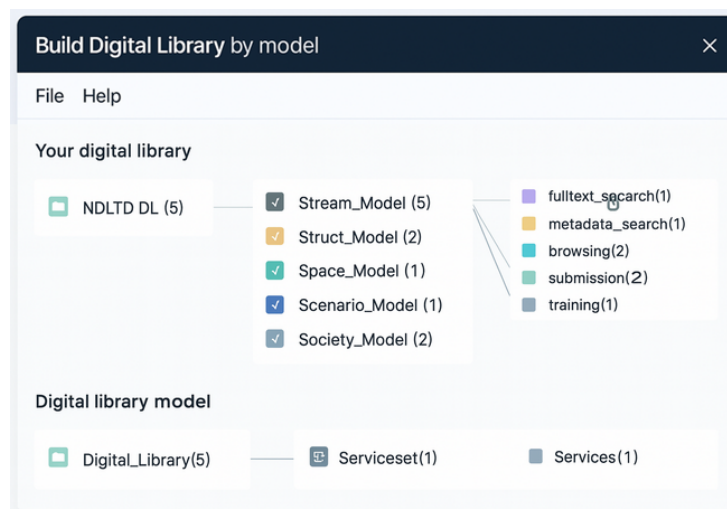 Build Digital Library by model
File Help
Your digital library
NDLTD DL (5)
Stream_Model (5)
Struct_Model (2)
Space_Model (1)
Scenario_Model (1)
Society_Model (2)
fulltext_socarch(1)
metadata_search(1)
browsing(2)
submission(2)
training(1)
Digital library model
Digital_Library(5)
Serviceset(1)
Services(1)